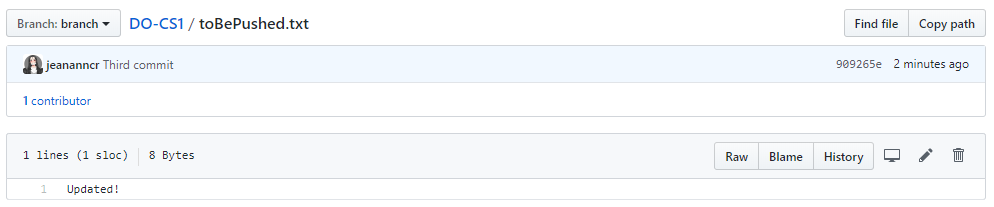 Branch: branch DO-CS1 / toBePushed.txt Find file Copy path
jeananncr Third commit 909265e 2 minutes ago
1 contributor
1 lines (1 sloc) 8 Bytes Raw Blame History
1 Updated!